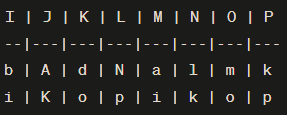 I | J | K | L | M | N | O | P
--|---|---|---|---|---|---|---
b | A | d | N | a | l | m | k
i | K | o | p | i | k | o | p